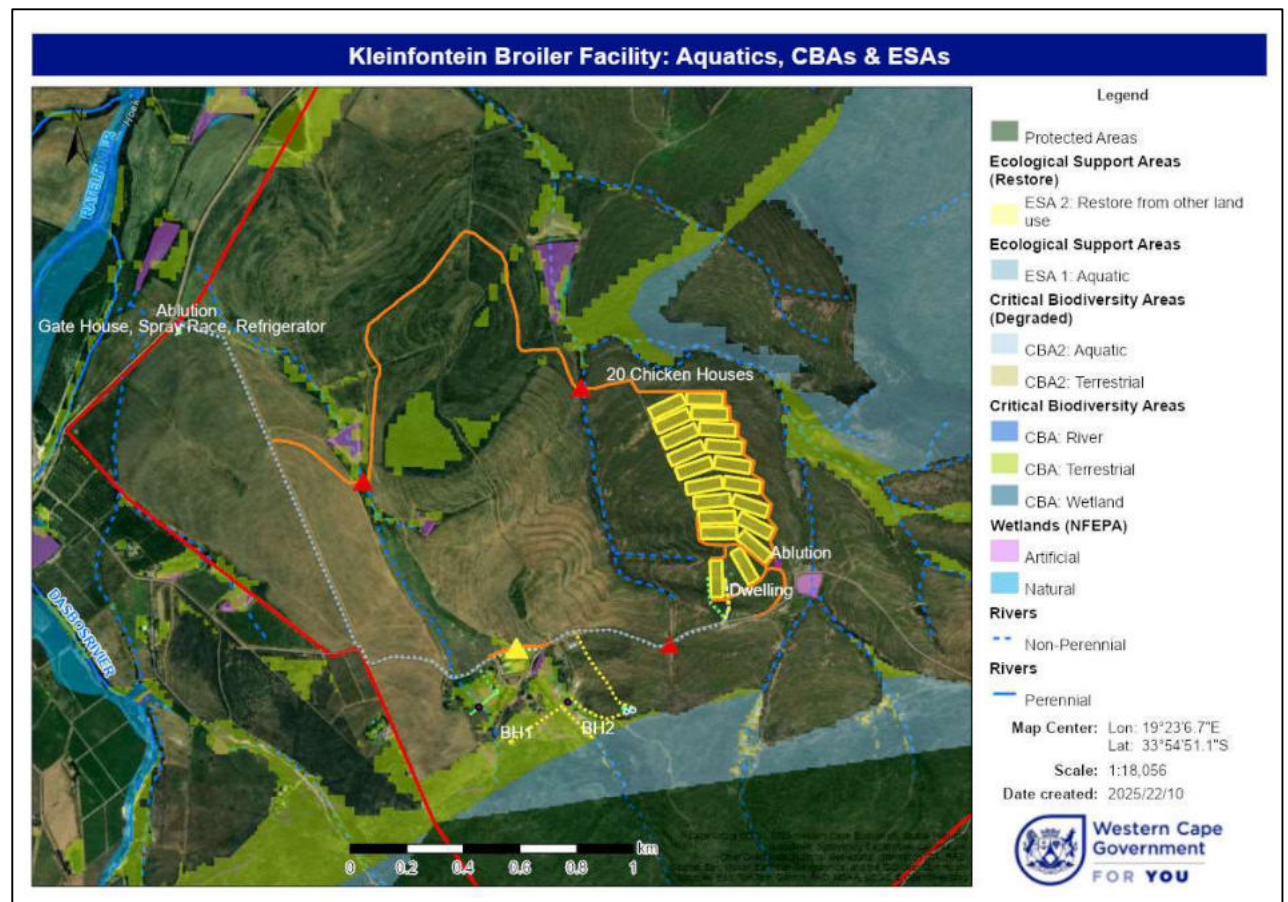 Kleinfontein Broiler Facility: Aquatics, CBAs & ESAs
Legend
Protected Areas
Ecological Support Areas
(Restore)
ESA 2: Restore from other land
use
Ecological Support Areas
ESA 1: Aquatic
Critical Biodiversity Areas
(Degraded)
CBA2: Aquatic
CBA2: Terrestrial
Critical Biodiversity Areas
CBA: River
CBA: Terrestrial
CBA: Wetland
Wetlands (NFEPA)
Artificial
Natural
Rivers
Non-Perennial
Rivers
Perennial
Map Center: Lon: 19°23'6.7"E
Lat: 33°54'51.1"S
Scale: 1:18,056
Date created: 2025/22/10
Western Cape
Government
FOR YOU
Hoek
Ablution
Gate House, Spray Race, Refrigerator
20 Chicken Houses
Ablution
Dwelling
DASBOSRIVIER
BH1
BH2
km
0 0.2 0.4 0.6 0.8 1